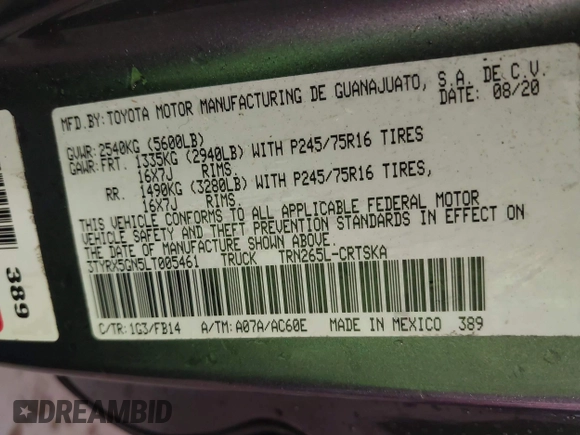 MFD.BY:TOYOTA MOTOR MANUFACTURING DE GUANAJUATO, S.A. DE C.V.
DATE: 08/20
GVWR: 2540KG (5600LB)
GAWR: FRT. 1335KG (2940LB) WITH P245/75R16 TIRES
16X7J RIMS.
RR. 1490KG (3280LB) WITH P245/75R16 TIRES,
16X7J RIMS.
THIS VEHICLE CONFORMS TO ALL APPLICABLE FEDERAL MOTOR
VEHICLE SAFETY AND THEFT PREVENTION STANDARDS IN EFFECT ON
THE DATE OF MANUFACTURE SHOWN ABOVE.
3TYRX5GN5LT005461 TRUCK TRN265L-CRTSKA
C/TR: 1G3/FB14 A/TM: A07A/AC60E MADE IN MEXICO 389
389
DREAMBID